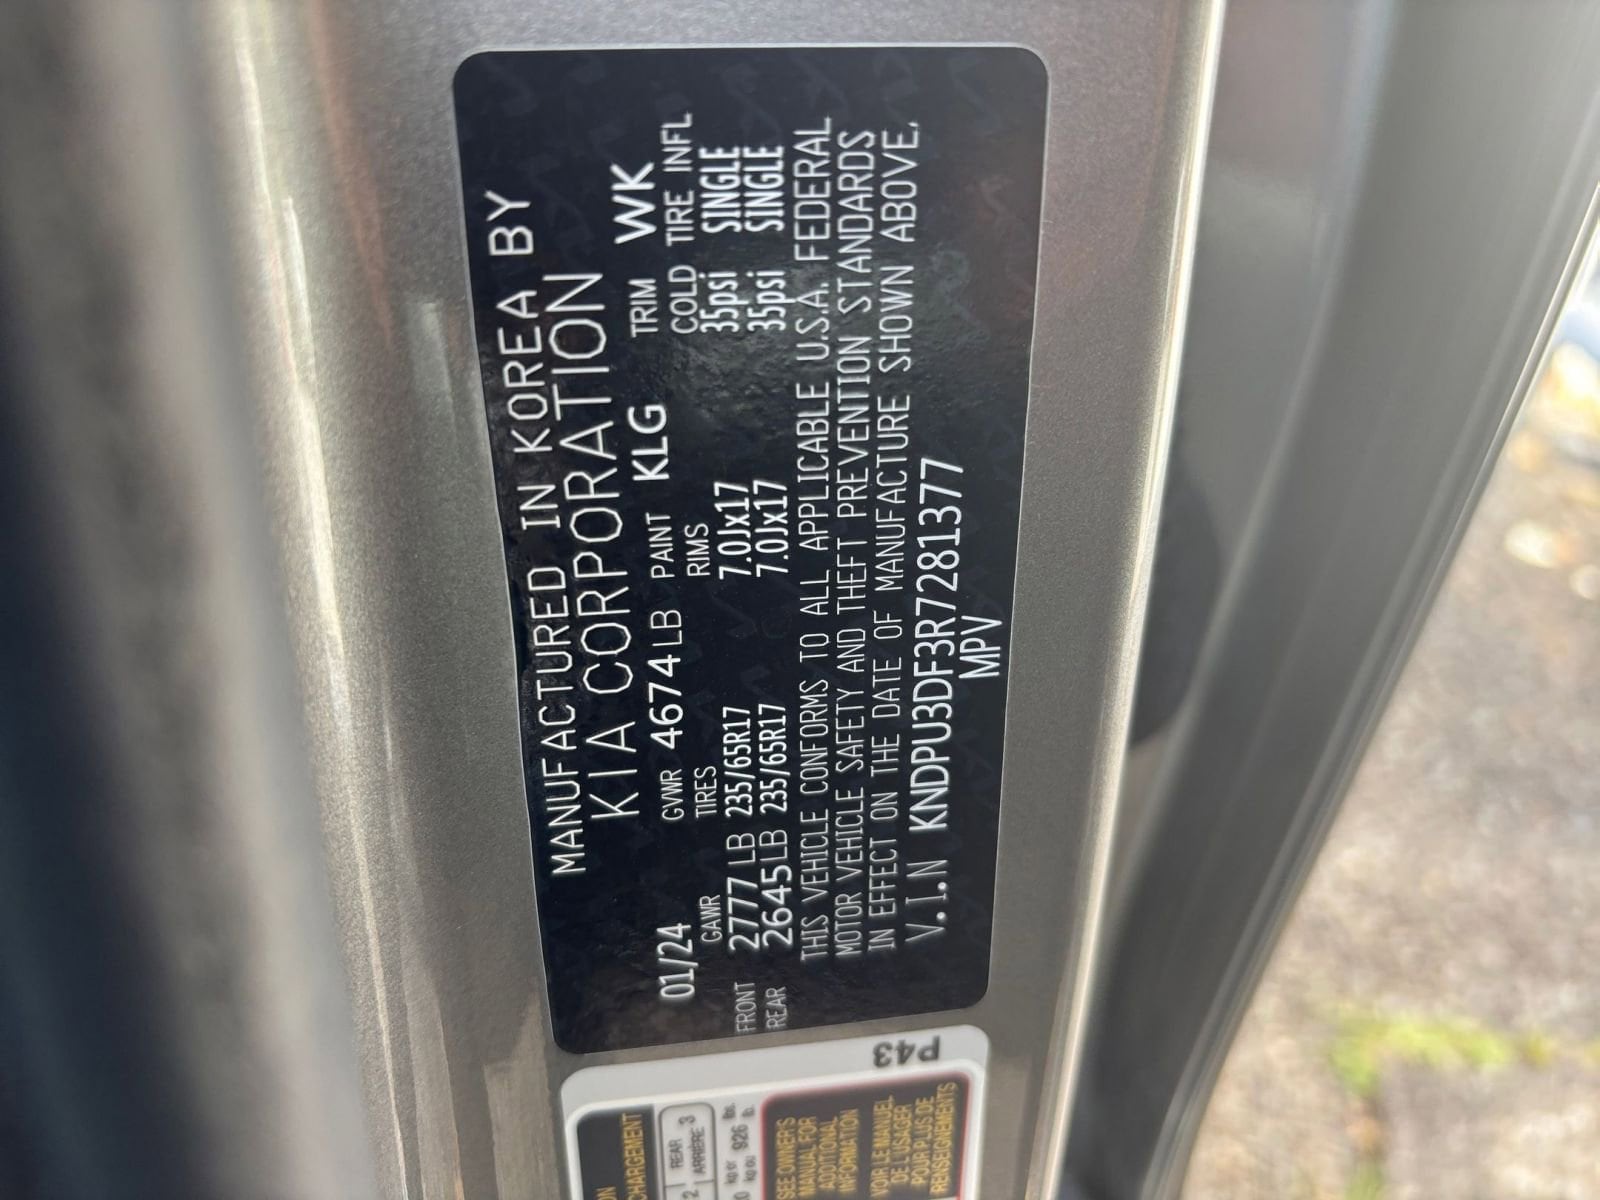 MANUFACTURED IN KOREA BY
KIA CORPORATION
01/24 GVWR 4674LB PAINT KLG TRIM WK
GAWR TIRES RIMS COLD TIRE INFL
FRONT 2777LB 235/65R17 7.0Jx17 35psi SINGLE
REAR 2645LB 235/65R17 7.0Jx17 35psi SINGLE
THIS VEHICLE CONFORMS TO ALL APPLICABLE U.S.A. FEDERAL
MOTOR VEHICLE SAFETY AND THEFT PREVENTION STANDARDS
IN EFFECT ON THE DATE OF MANUFACTURE SHOWN ABOVE.
V.I.N KNDPU3DF3R7281377
MPV
P43
REAR
ARRIÈRE 3
926
SEE OWNER'S
MANUAL FOR
ADDITIONAL
INFORMATION
VOIR LE MANUEL
DE L'USAGER
POUR PLUS DE
RENSEIGNEMENTS